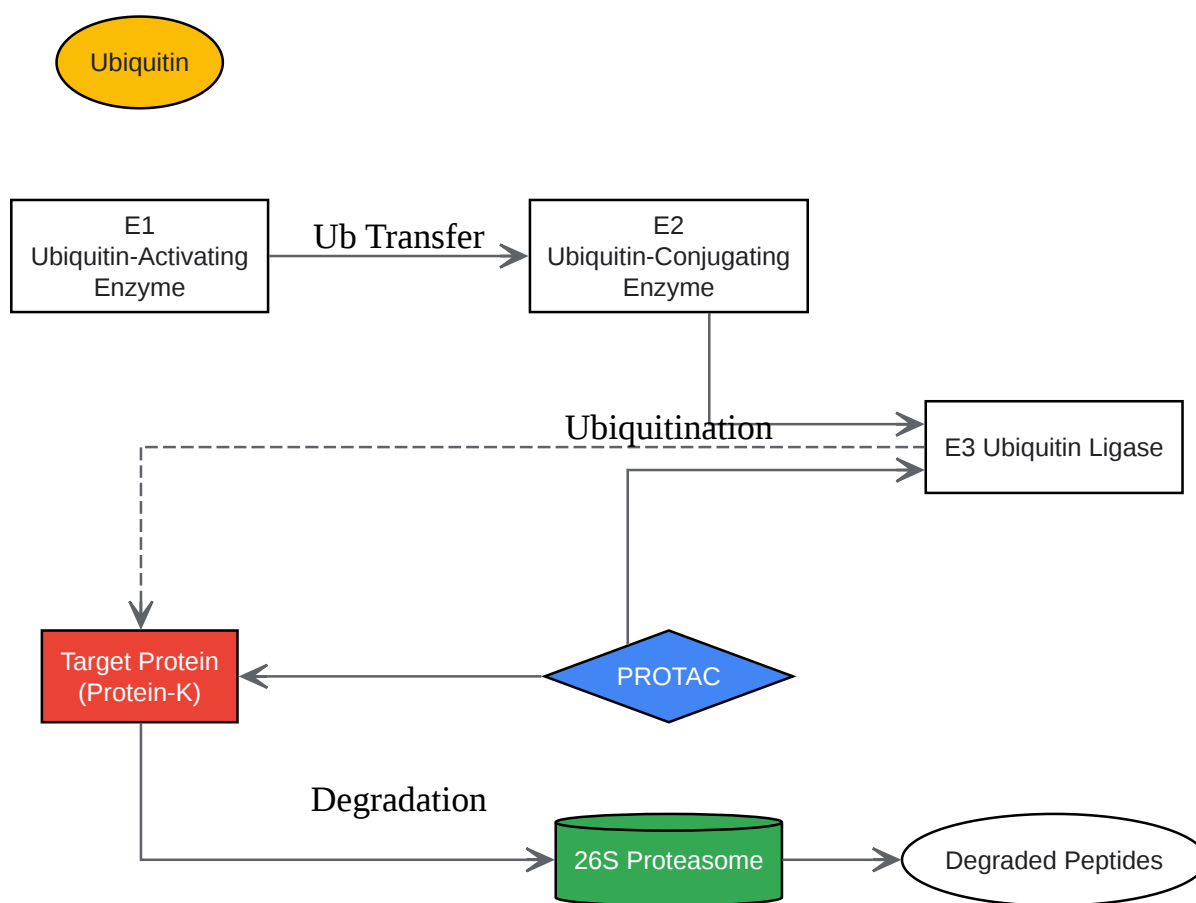 Ubiquitin
E1
Ubiquitin-Activating
Enzyme
Ub Transfer
E2
Ubiquitin-Conjugating
Enzyme
Ubiquitination
E3 Ubiquitin Ligase
Target Protein
(Protein-K)
PROTAC
Degradation
26S Proteasome
Degraded Peptides